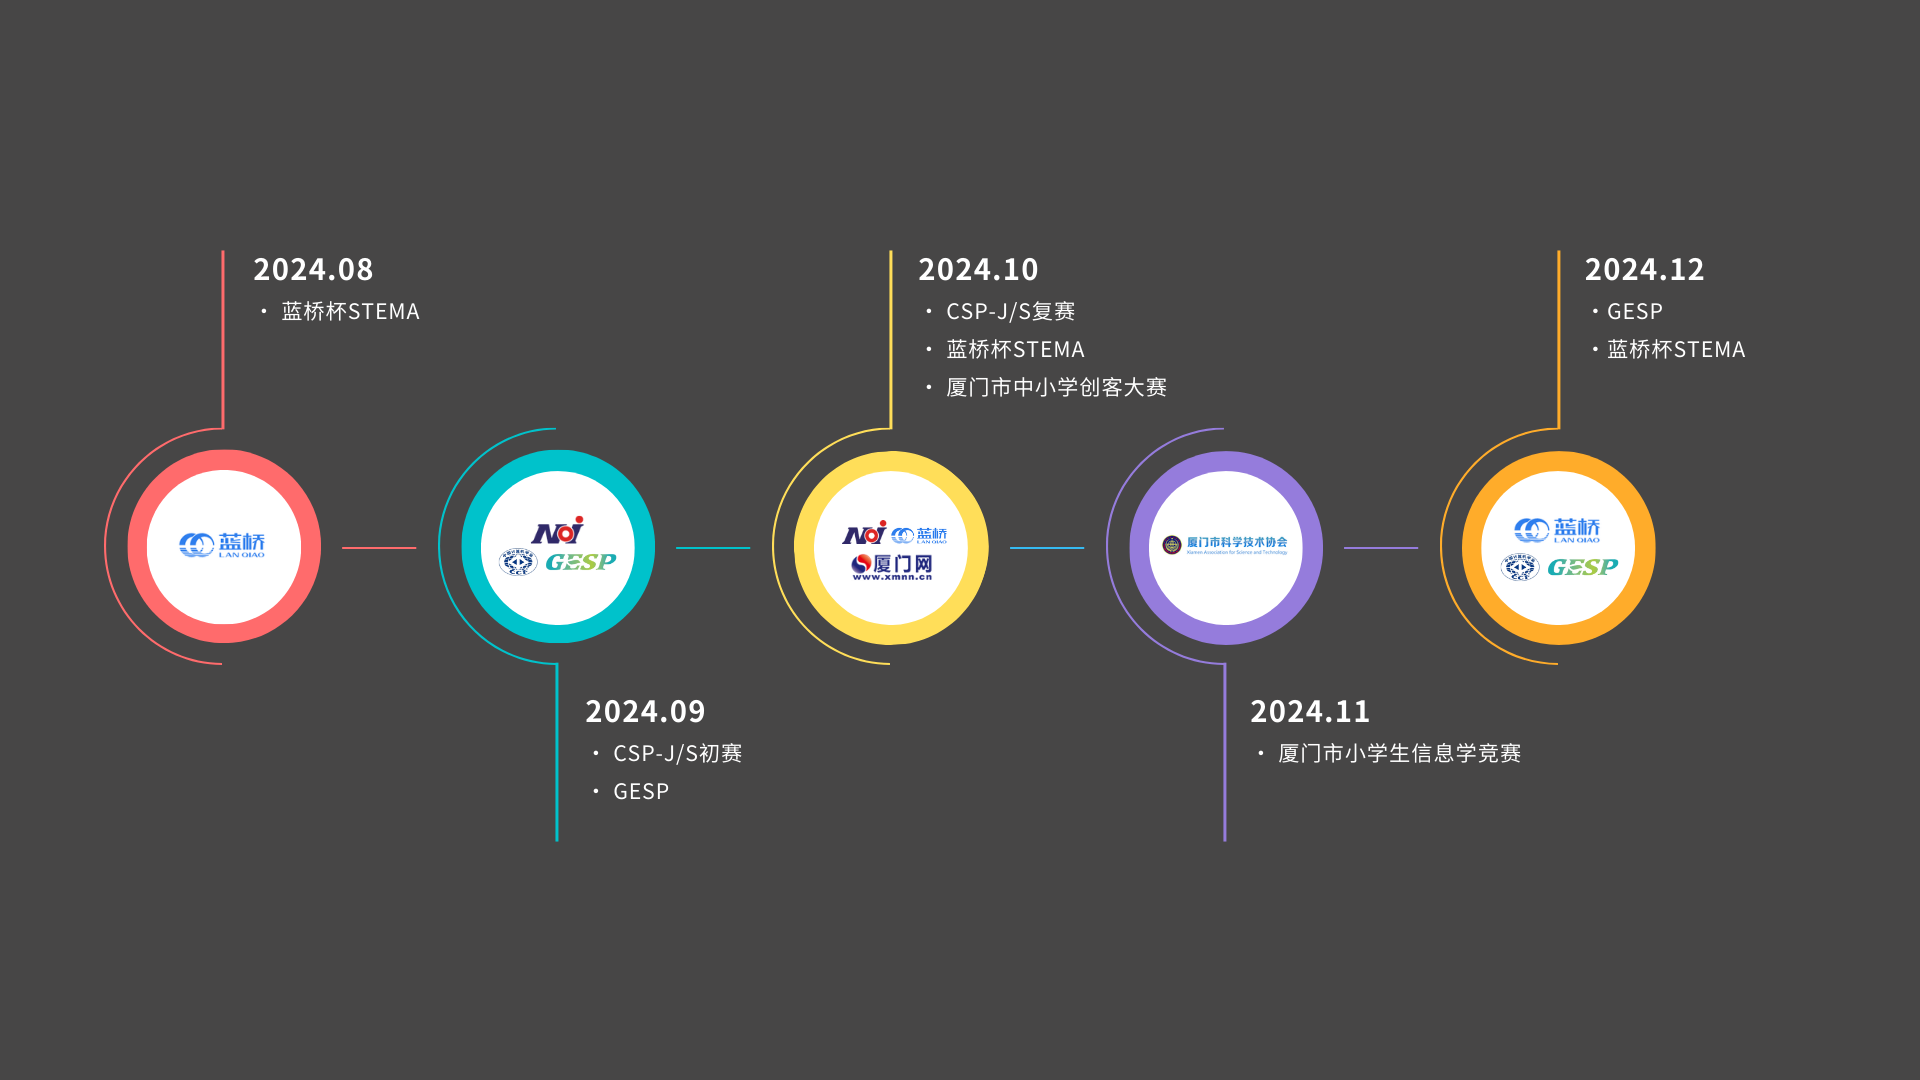 2024.08
• 蓝桥杯STEMA
2024.10
• CSP-J/S复赛
• 蓝桥杯STEMA
• 厦门市中小学创客大赛
2024.12
• GESP
• 蓝桥杯STEMA
蓝桥
LAN QIAO
NOI
GESP
CCF
NOI
蓝桥
LAN QIAO
厦门网
www.xmnn.cn
厦门市科学技术协会
Xiamen Association for Science and Technology
蓝桥
LAN QIAO
GESP
CCF
2024.09
• CSP-J/S初赛
• GESP
2024.11
• 厦门市小学生信息学竞赛